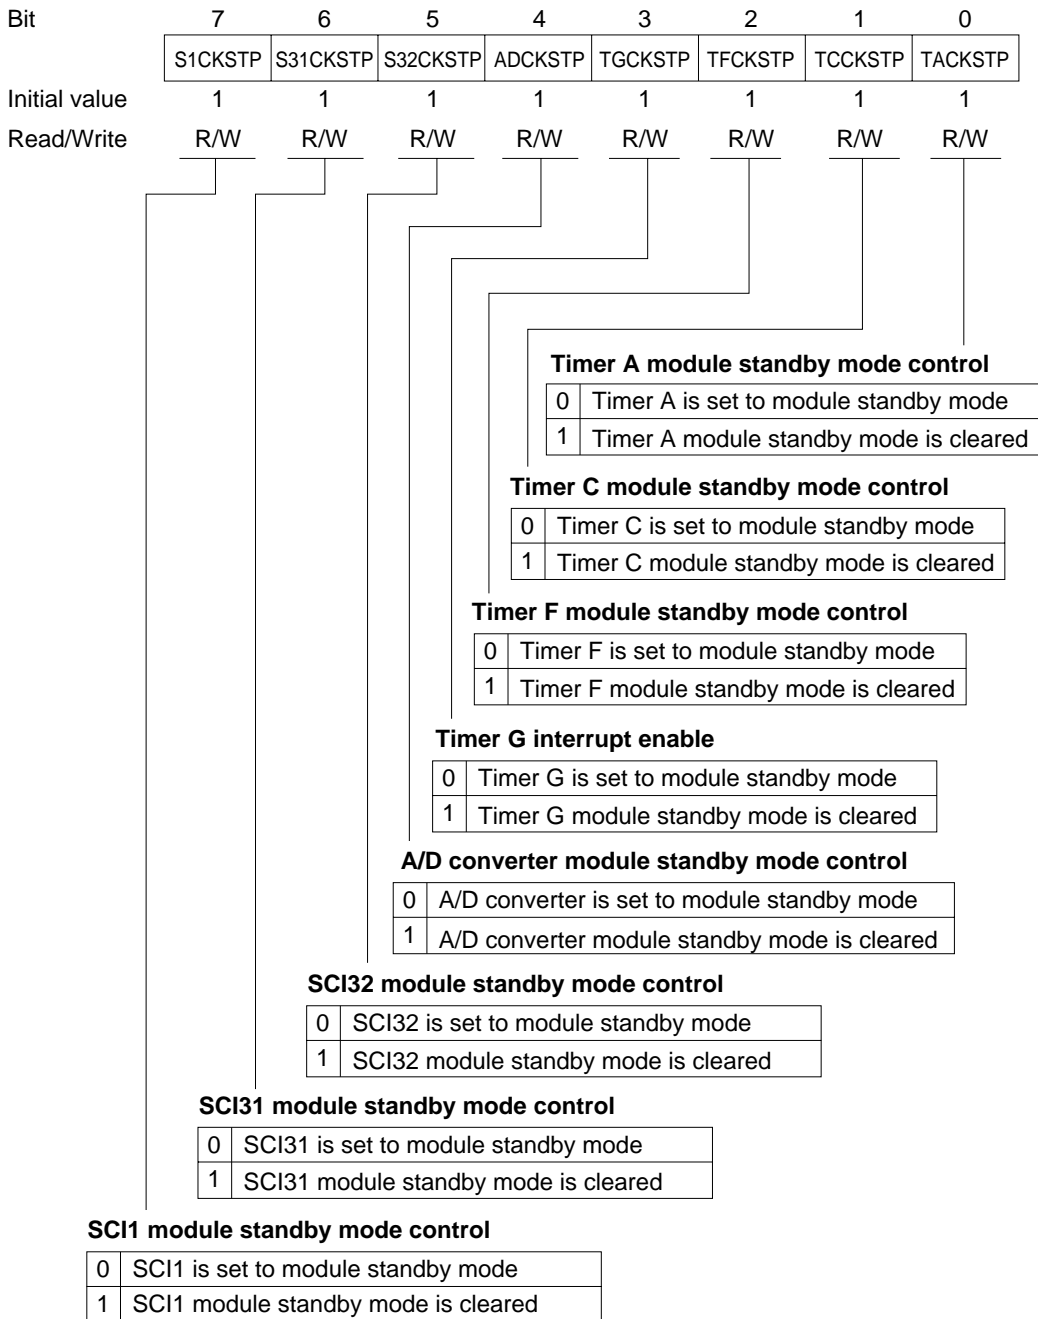 Bit 7 6 5 4 3 2 1 0
S1CKSTP S31CKSTP S32CKSTP ADCKSTP TGCKSTP TFCKSTP TCCKSTP TACKSTP
Initial value 1 1 1 1 1 1 1 1
Read/Write R/W R/W R/W R/W R/W R/W R/W R/W
Timer A module standby mode control
0 Timer A is set to module standby mode
1 Timer A module standby mode is cleared
Timer C module standby mode control
0 Timer C is set to module standby mode
1 Timer C module standby mode is cleared
Timer F module standby mode control
0 Timer F is set to module standby mode
1 Timer F module standby mode is cleared
Timer G interrupt enable
0 Timer G is set to module standby mode
1 Timer G module standby mode is cleared
A/D converter module standby mode control
0 A/D converter is set to module standby mode
1 A/D converter module standby mode is cleared
SCI32 module standby mode control
0 SCI32 is set to module standby mode
1 SCI32 module standby mode is cleared
SCI31 module standby mode control
0 SCI31 is set to module standby mode
1 SCI31 module standby mode is cleared
SCI1 module standby mode control
0 SCI1 is set to module standby mode
1 SCI1 module standby mode is cleared